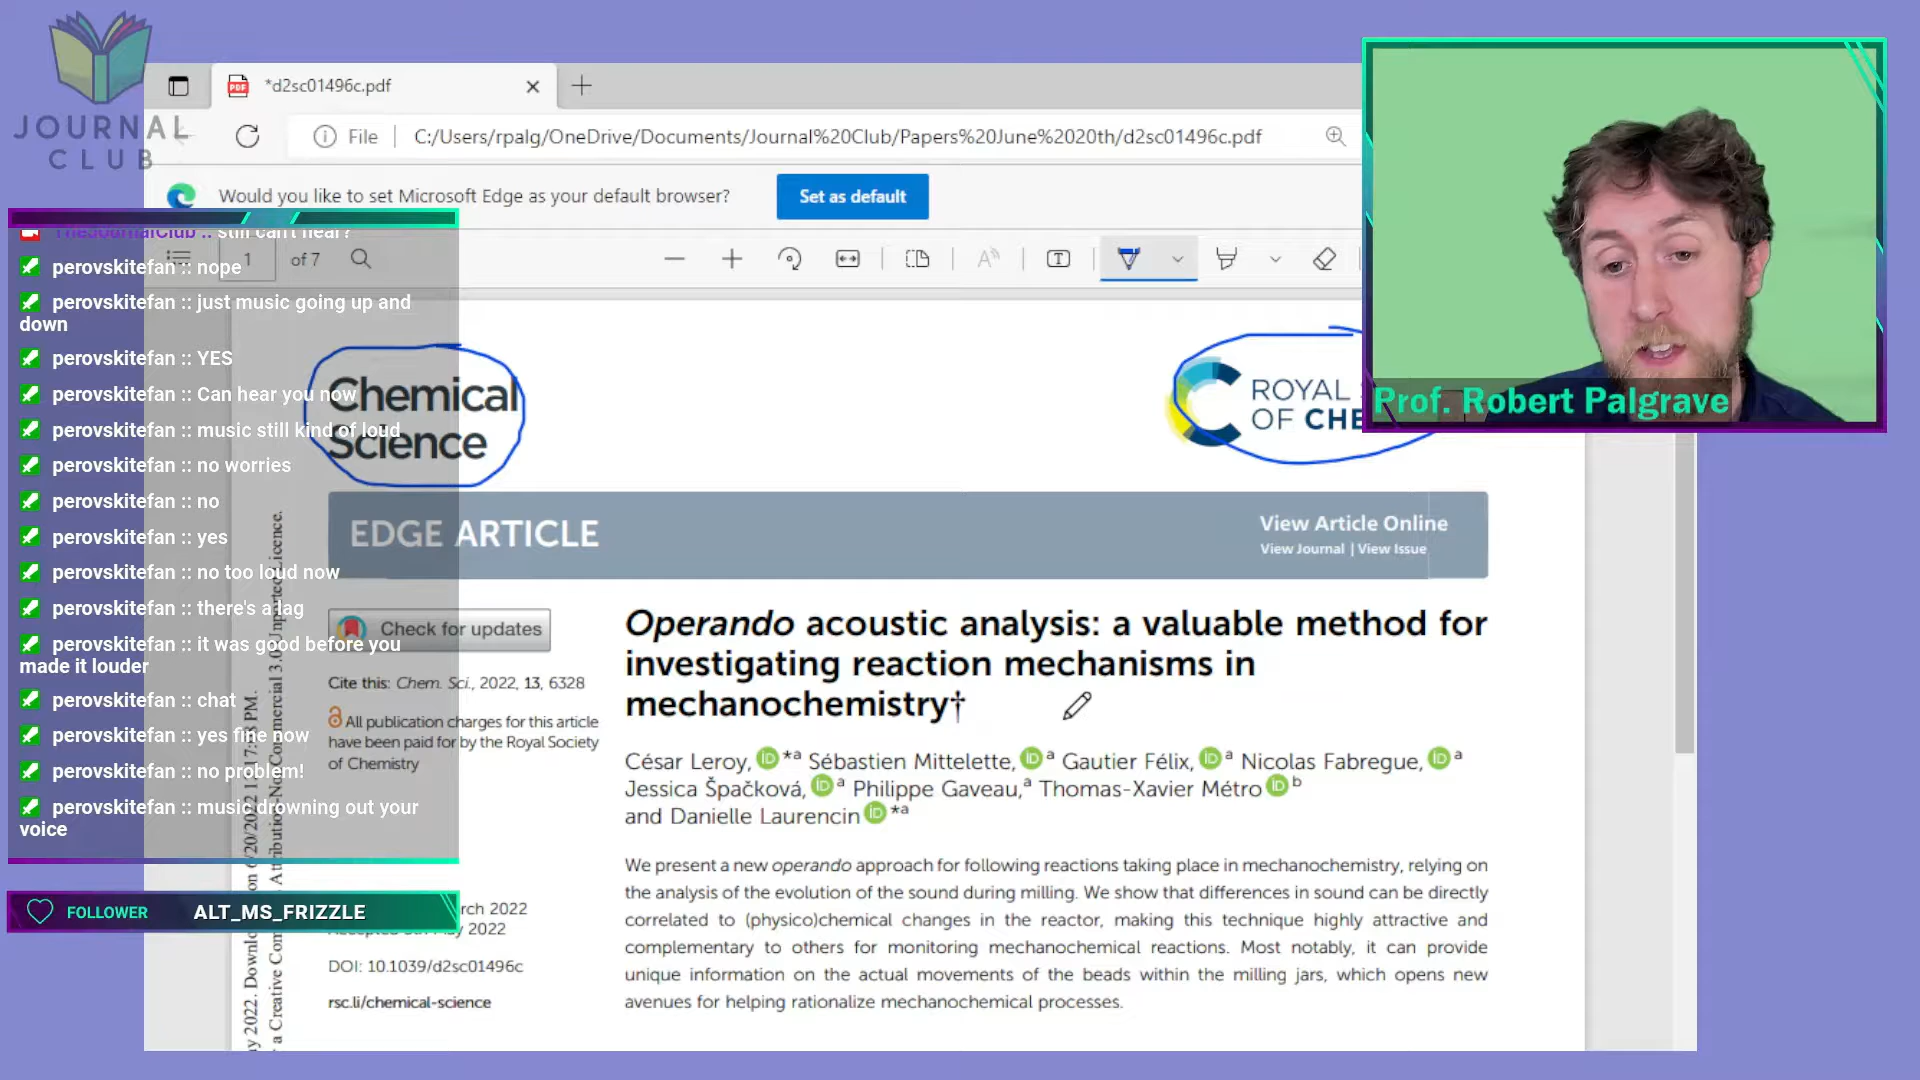 JOURNAL
CLUB
*d2sc01496c.pdf
File
C:/Users/rpalg/OneDrive/Documents/Journal%20Club/Papers%20June%2020th/d2sc01496c.pdf
Would you like to set Microsoft Edge as your default browser?
Set as default
1
of 7
TheJournalClub :: still can't hear?
perovskitefan :: nope
perovskitefan :: just music going up and
down
perovskitefan :: YES
perovskitefan :: Can hear you now
perovskitefan :: music still kind of loud
perovskitefan :: no worries
perovskitefan :: no
perovskitefan :: yes
perovskitefan :: no too loud now
perovskitefan :: there's a lag
perovskitefan :: it was good before you
made it louder
perovskitefan :: chat
perovskitefan :: yes fine now
perovskitefan :: no problem!
perovskitefan :: music drowning out your
voice
FOLLOWER
ALT_MS_FRIZZLE
Prof. Robert Palgrave
Chemical
Science
ROYAL
OF CHE
EDGE ARTICLE
View Article Online
View Journal | View Issue
Check for updates
Cite this: Chem. Sci., 2022, 13, 6328
All publication charges for this article
have been paid for by the Royal Society
of Chemistry
2022
May 2022
DOI: 10.1039/d2sc01496c
rsc.li/chemical-science
Operando acoustic analysis: a valuable method for
investigating reaction mechanisms in
mechanochemistry†
César Leroy, iD *a Sébastien Mittelette, iD a Gautier Félix, iD a Nicolas Fabregue, iD a
Jessica Špačková, iD a Philippe Gaveau,a Thomas-Xavier Métro iD b
and Danielle Laurencin iD *a
We present a new operando approach for following reactions taking place in mechanochemistry, relying on
the analysis of the evolution of the sound during milling. We show that differences in sound can be directly
correlated to (physico)chemical changes in the reactor, making this technique highly attractive and
complementary to others for monitoring mechanochemical reactions. Most notably, it can provide
unique information on the actual movements of the beads within the milling jars, which opens new
avenues for helping rationalize mechanochemical processes.